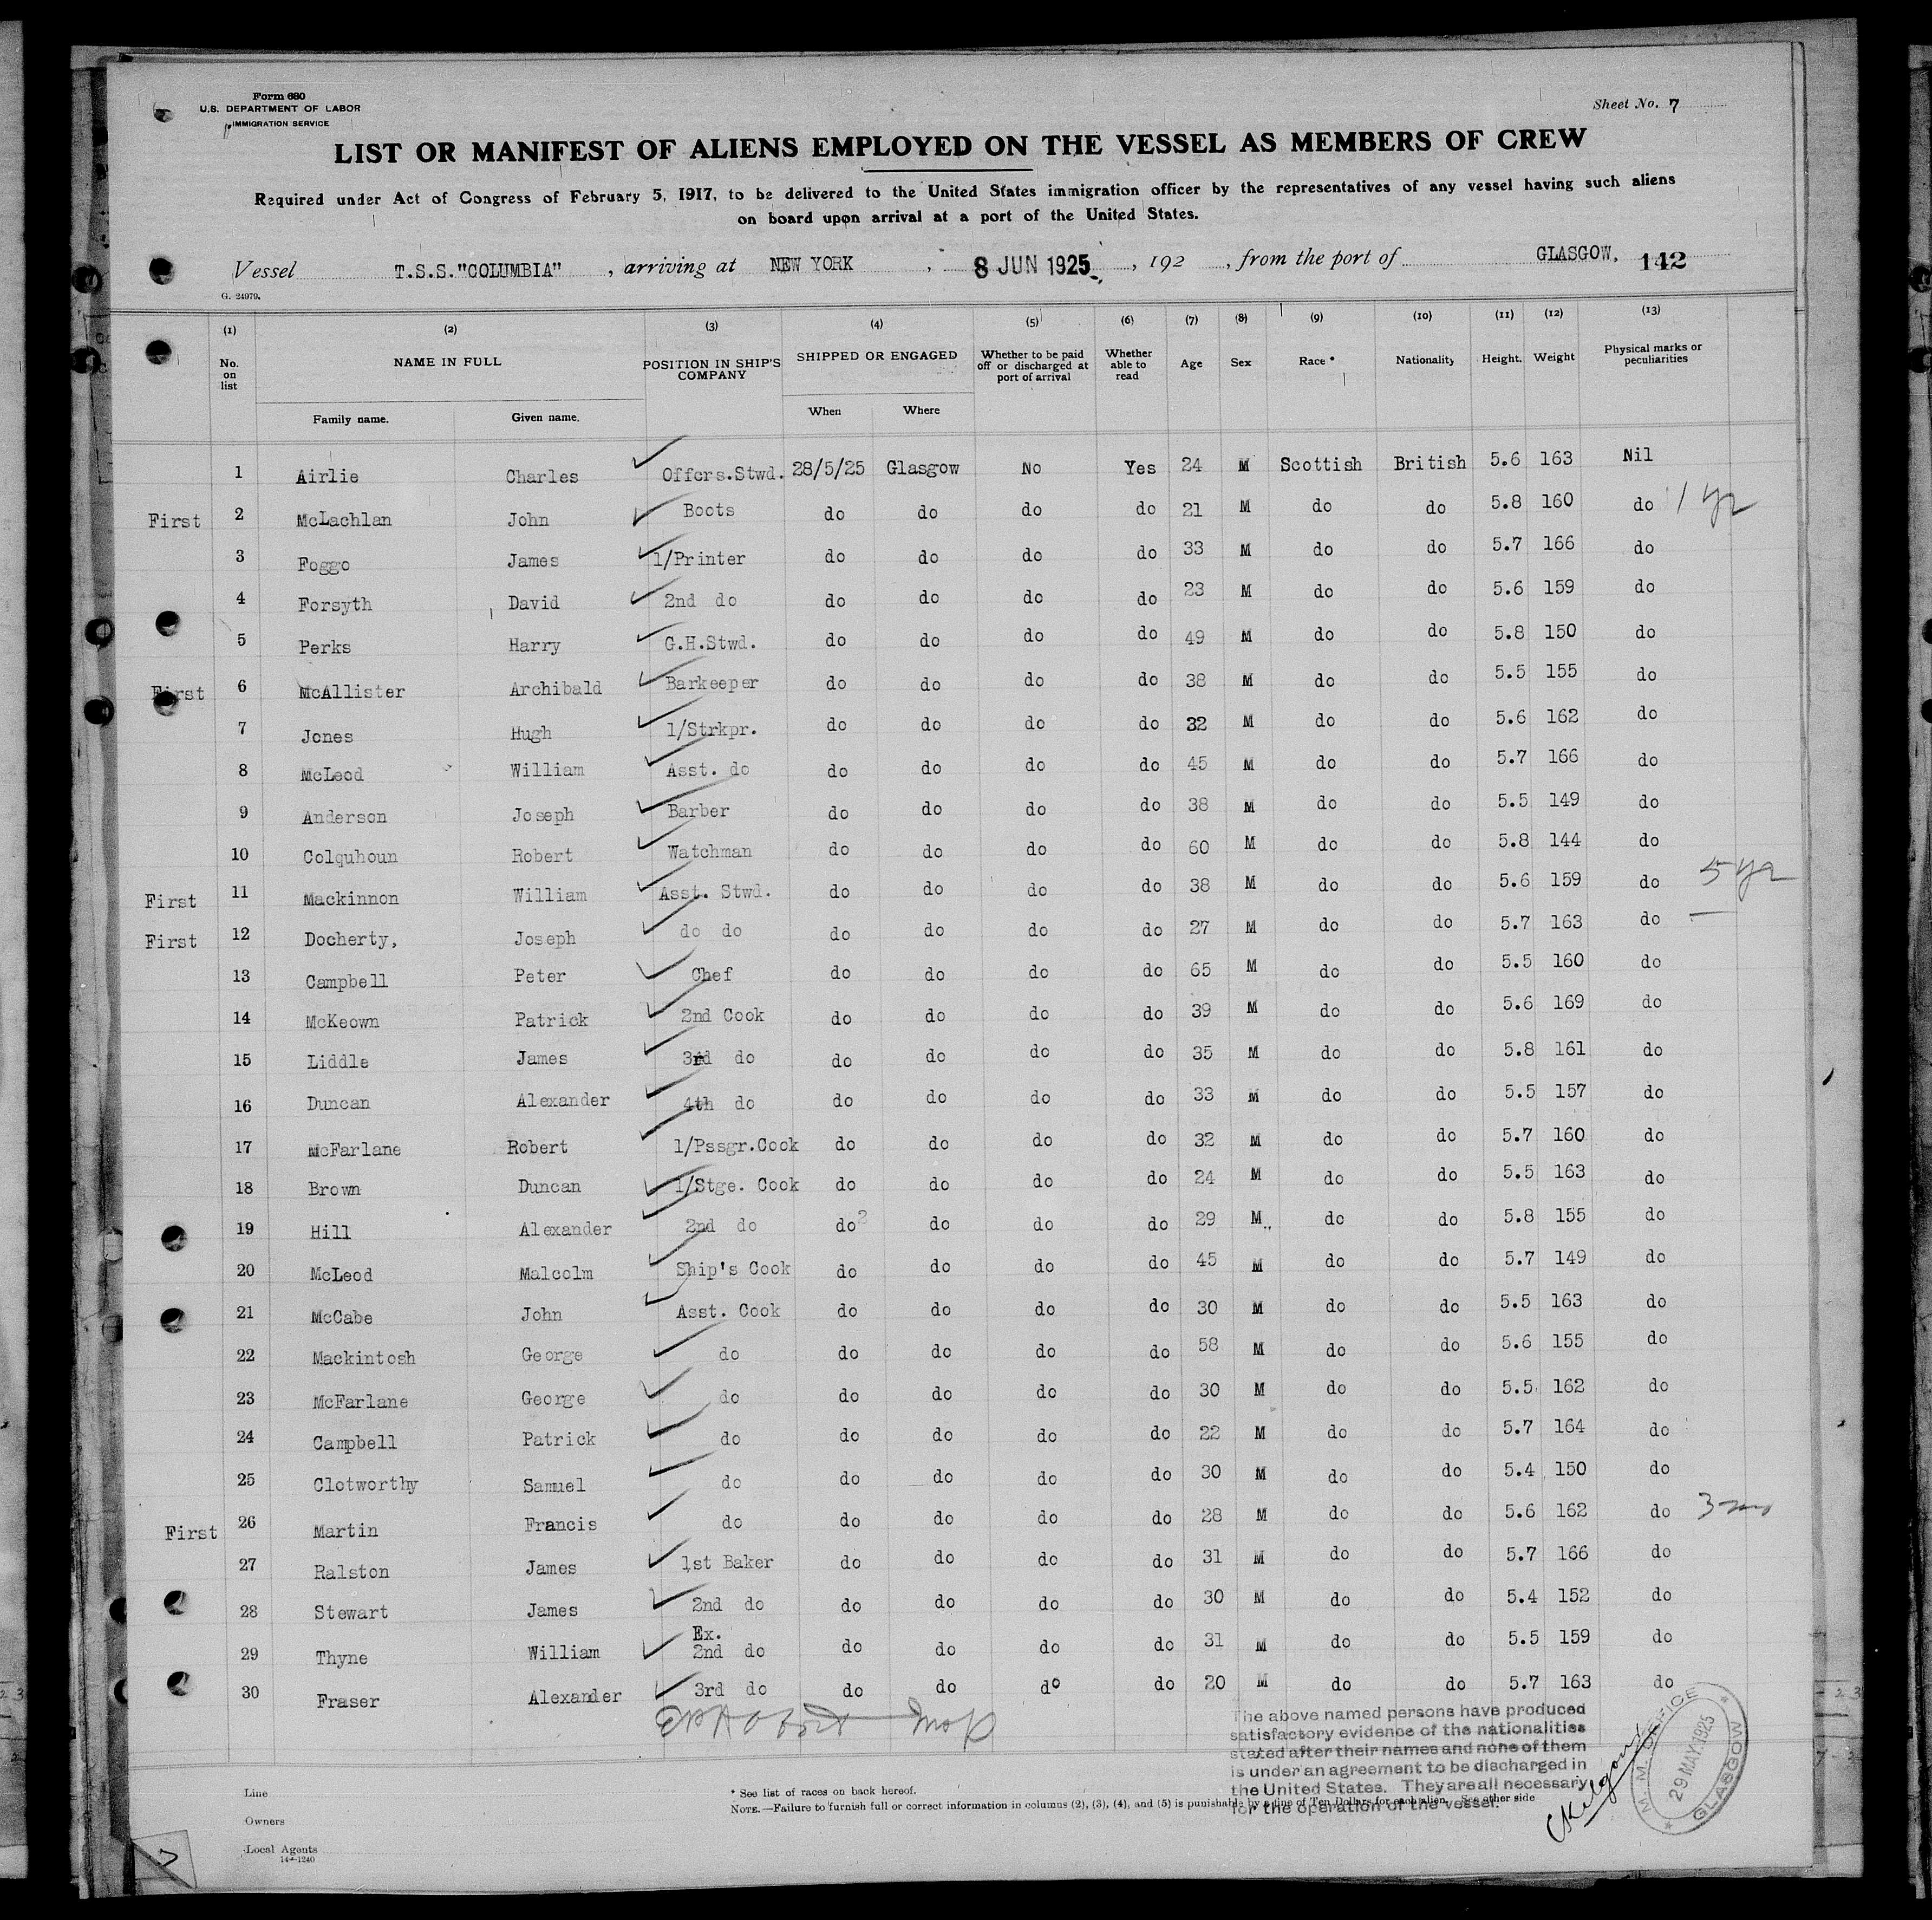 Form 680
U.S. DEPARTMENT OF LABOR
IMMIGRATION SERVICE
Sheet No. 7
LIST OR MANIFEST OF ALIENS EMPLOYED ON THE VESSEL AS MEMBERS OF CREW
Required under Act of Congress of February 5, 1917, to be delivered to the United States immigration officer by the representatives of any vessel having such aliens
on board upon arrival at a port of the United States.
Vessel T.S.S."COLUMBIA", arriving at NEW YORK, 8 JUN 1925, 192 , from the port of GLASGOW, 142
G. 24979.
(1) (2) (3) (4) (5) (6) (7) (8) (9) (10) (11) (12) (13)
No. on list NAME IN FULL POSITION IN SHIP'S COMPANY SHIPPED OR ENGAGED Whether to be paid off or discharged at port of arrival Whether able to read Age Sex Race * Nationality Height. Weight Physical marks or peculiarities
Family name. Given name. When Where
1 Airlie Charles Offcrs.Stwd. 28/5/25 Glasgow No Yes 24 M Scottish British 5.6 163 Nil
First 2 McLachlan John Boots do do do do 21 M do do 5.8 160 do 1 yr
3 Foggo James 1/Printer do do do do 33 M do do 5.7 166 do
4 Forsyth David 2nd do do do do do 23 M do do 5.6 159 do
5 Perks Harry G.H.Stwd. do do do do 49 M do do 5.8 150 do
First 6 McAllister Archibald Barkeeper do do do do 38 M do do 5.5 155 do
7 Jones Hugh 1/Strkpr. do do do do 32 M do do 5.6 162 do
8 McLeod William Asst. do do do do do 45 M do do 5.7 166 do
9 Anderson Joseph Barber do do do do 38 M do do 5.5 149 do
10 Colquhoun Robert Watchman do do do do 60 M do do 5.8 144 do
First 11 Mackinnon William Asst. Stwd. do do do do 38 M do do 5.6 159 do 5 yr
First 12 Docherty, Joseph do do do do do do 27 M do do 5.7 163 do —
13 Campbell Peter Chef do do do do 65 M do do 5.5 160 do
14 McKeown Patrick 2nd Cook do do do do 39 M do do 5.6 169 do
15 Liddle James 3rd do do do do do 35 M do do 5.8 161 do
16 Duncan Alexander 4th do do do do do 33 M do do 5.5 157 do
17 McFarlane Robert 1/Pssgr.Cook do do do do 32 M do do 5.7 160 do
18 Brown Duncan 1/Stge. Cook do do do do 24 M do do 5.5 163 do
19 Hill Alexander 2nd do do2 do do do 29 M.. do do 5.8 155 do
20 McLeod Malcolm Ship's Cook do do do do 45 M do do 5.7 149 do
21 McCabe John Asst. Cook do do do do 30 M do do 5.5 163 do
22 Mackintosh George do do do do do 58 M do do 5.6 155 do
23 McFarlane George do do do do do 30 M do do 5.5 162 do
24 Campbell Patrick do do do do do 22 M do do 5.7 164 do
25 Clotworthy Samuel do do do do do 30 M do do 5.4 150 do
First 26 Martin Francis do do do do do 28 M do do 5.6 162 do
27 Ralston James 1st Baker do do do do 31 M do do 5.7 166 do
28 Stewart James 2nd do do do do do 30 M do do 5.4 152 do
Ex.
29 Thyne William 2nd do do do do do 31 M do do 5.5 159 do
30 Fraser Alexander 3rd do do do do do 20 M do do 5.7 163 do
The above named persons have produced
satisfactory evidence of the nationalities
stated after their names and none of them
is under an agreement to be discharged in
the United States. They are all necessary
for the operation of the vessel.
M. M. OFFICE
29 MAY. 1925
GLASGOW
Line
Owners
Local Agents
14—1240
* See list of races on back hereof.
NOTE.—Failure to furnish full or correct information in columns (2), (3), (4), and (5) is punishable by a fine of Ten Dollars for each alien. See other side
7